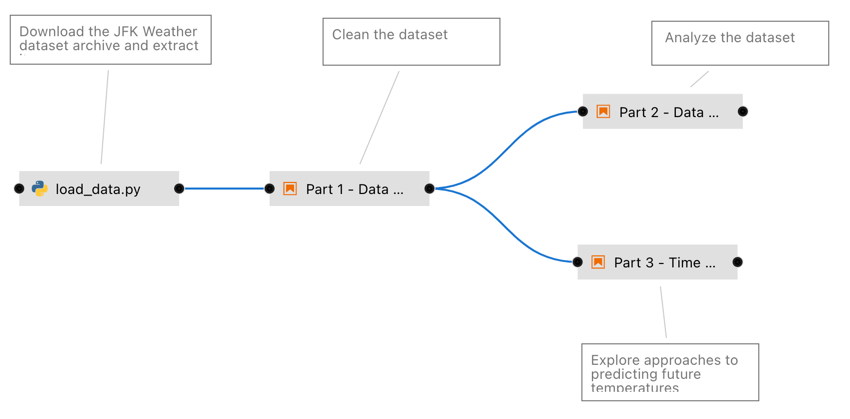 Download the JFK Weather
dataset archive and extract
Clean the dataset
Analyze the dataset
Part 2 - Data ...
load_data.py
Part 1 - Data ...
Part 3 - Time ...
Explore approaches to
predicting future
temperatures